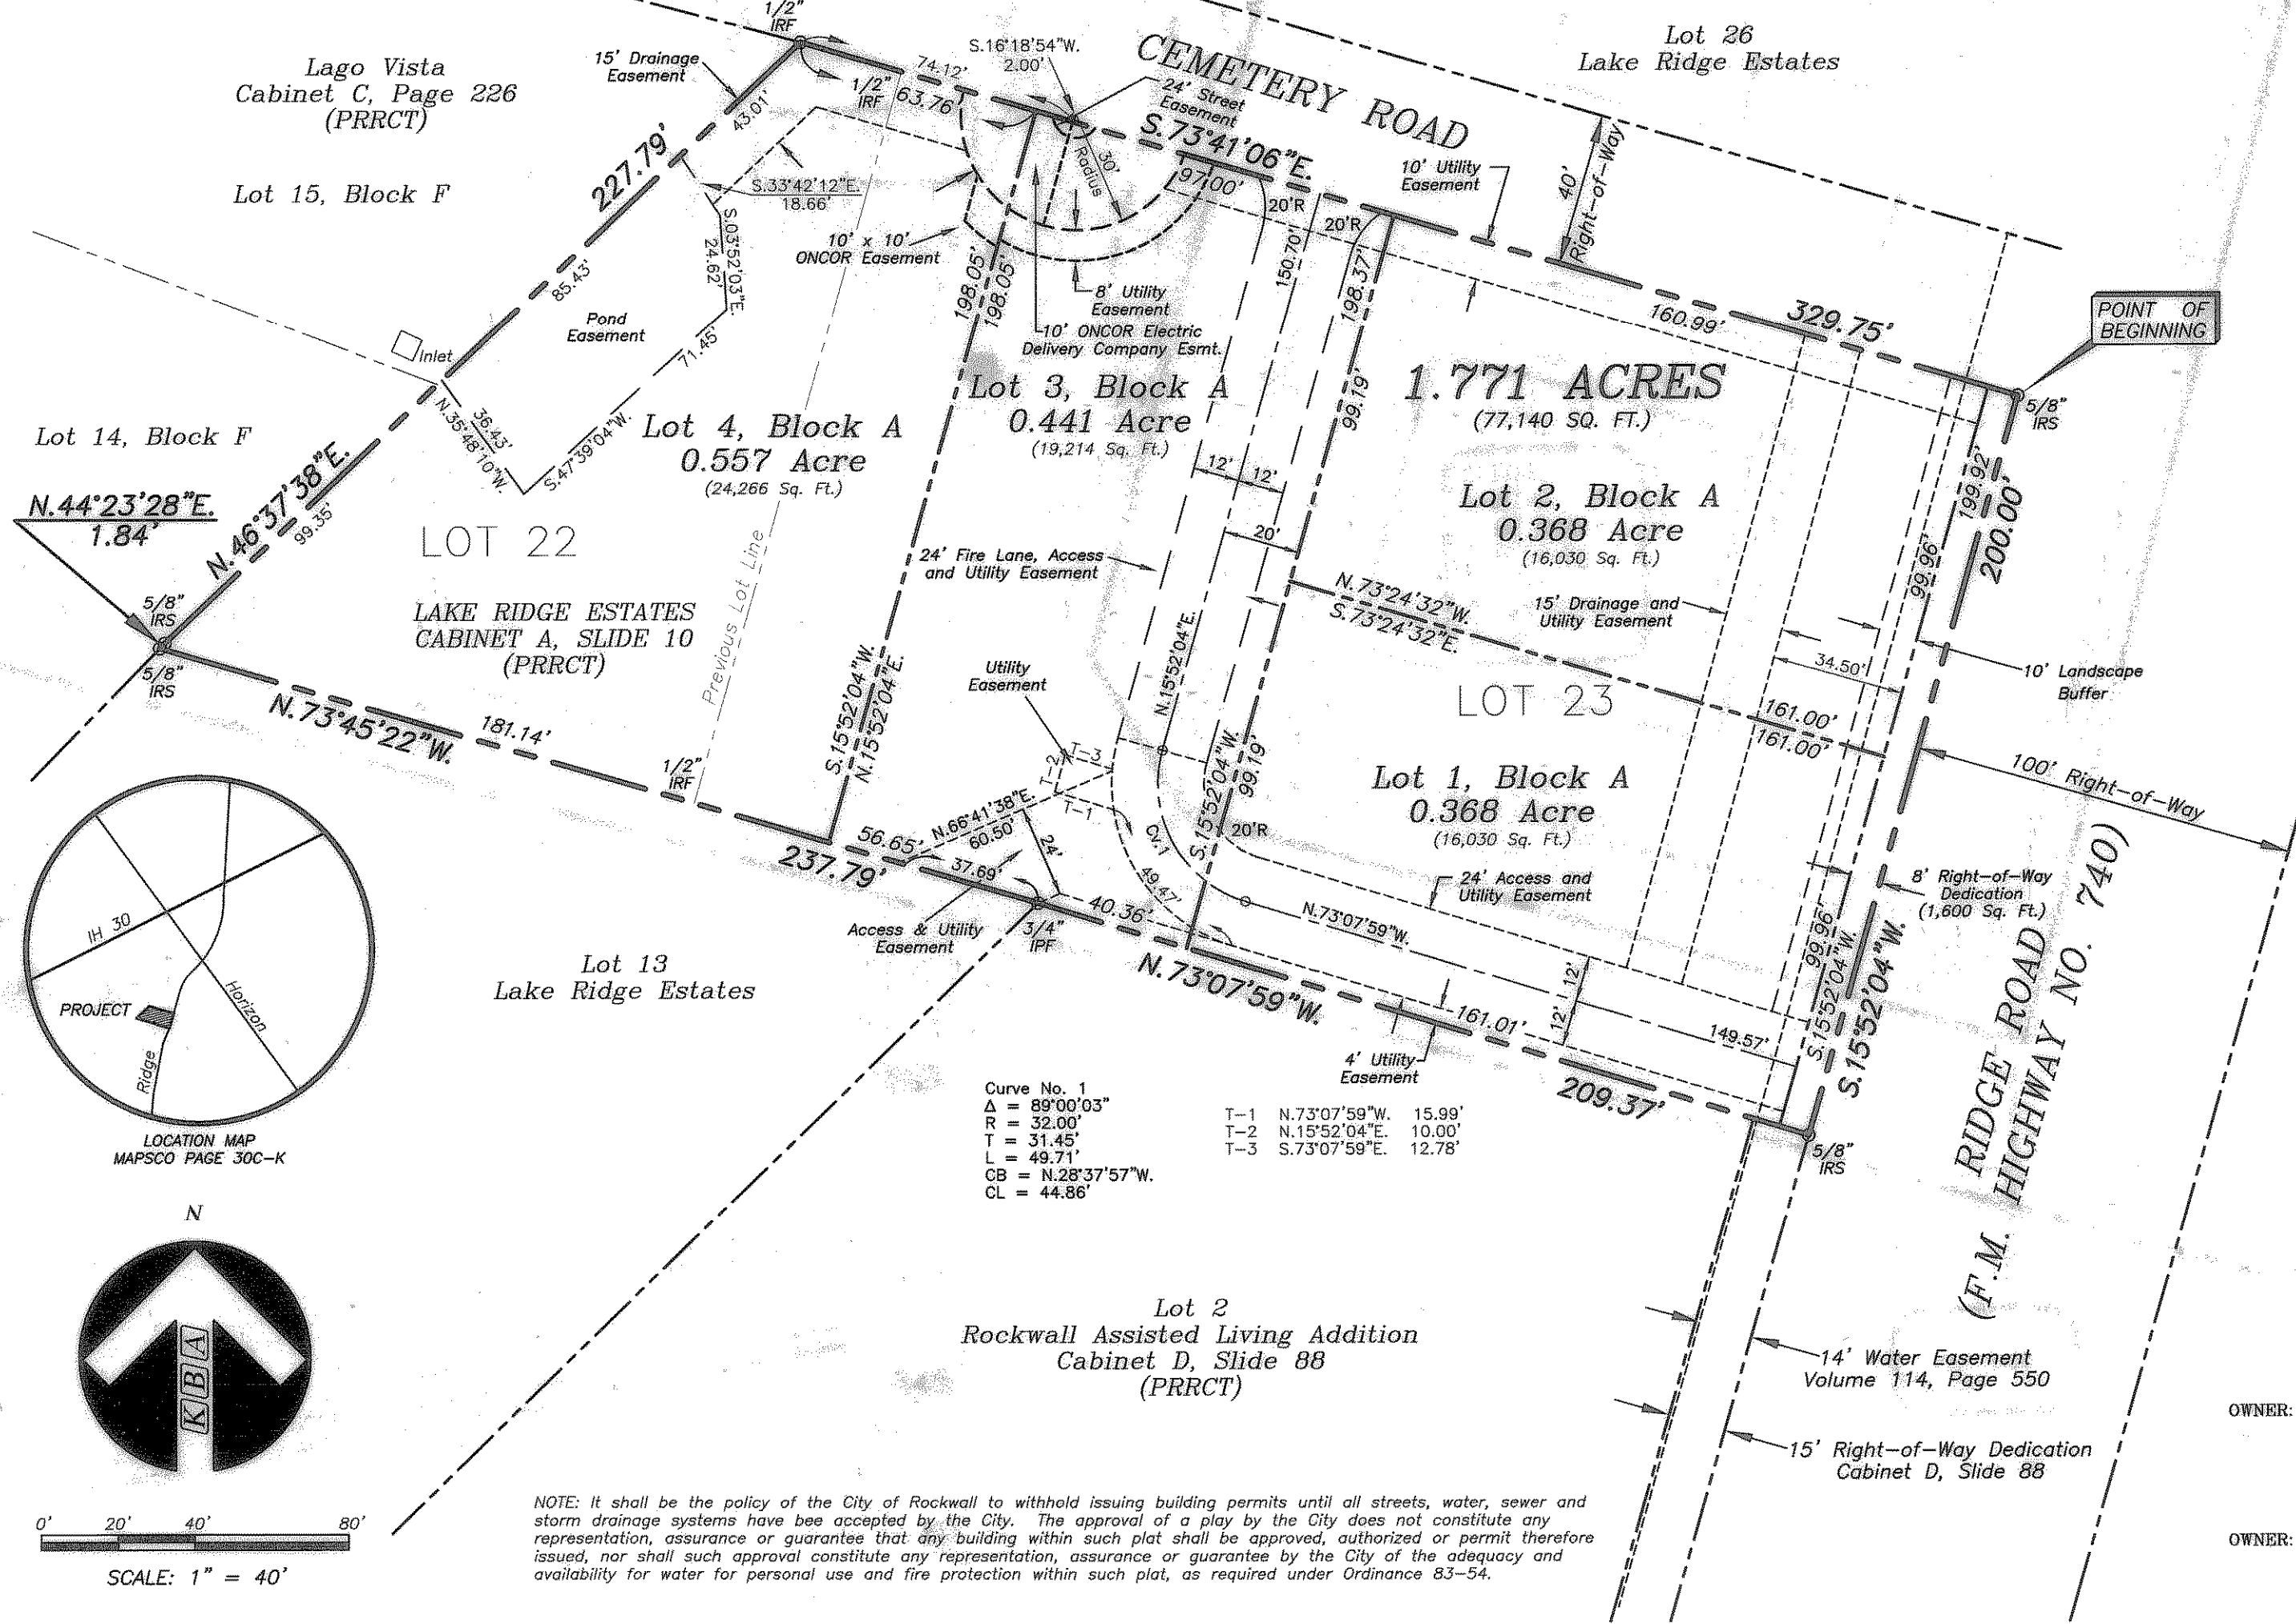 1/2"
IRF
Lago Vista
Cabinet C, Page 226
(PRRCT)
Lot 15, Block F
15' Drainage
Easement
43.01'
227.79'
1/2"
IRF
74.12'
63.76
S.16°18'54"W.
2.00'
24' Street
Easement
CEMETERY ROAD
S.73°41'06"E.
97.00'
30'
Radius
Lot 26
Lake Ridge Estates
10' Utility
Easement
40'
Right-of-Way
20'R
20'R
S.33°42'12"E.
18.66'
S.03°52'03"E.
24.62'
10' x 10'
ONCOR Easement
85.43'
Pond
Easement
Inlet
71.45'
198.05'
198.05'
8' Utility
Easement
10' ONCOR Electric
Delivery Company Esmt.
150.70'
198.37'
99.19'
160.99'
329.75'
POINT OF
BEGINNING
5/8"
IRS
1.771 ACRES
(77,140 SQ. FT.)
Lot 14, Block F
36.43'
N.35°48'10"W.
S.47°39'04"W.
Lot 4, Block A
0.557 Acre
(24,266 Sq. Ft.)
Lot 3, Block A
0.441 Acre
(19,214 Sq. Ft.)
12'
12'
20'
Lot 2, Block A
0.368 Acre
(16,030 Sq. Ft.)
199.92'
200.00'
99.96'
N.44°23'28"E.
1.84'
N.46°37'38"E.
99.35'
LOT 22
Previous Lot Line
24' Fire Lane, Access
and Utility Easement
N.73°24'32"W.
S.73°24'32"E.
15' Drainage and
Utility Easement
5/8"
IRS
5/8"
IRS
LAKE RIDGE ESTATES
CABINET A, SLIDE 10
(PRRCT)
N.73°45'22"W.
181.14'
1/2"
IRF
S.15°52'04"W.
N.15°52'04"E.
Utility
Easement
N.15°52'04"E.
34.50'
10' Landscape
Buffer
LOT 23
161.00'
161.00'
100' Right-of-Way
T-3
T-2
T-1
S.15°52'04"W.
99.19'
20'R
Cv.1
Lot 1, Block A
0.368 Acre
(16,030 Sq. Ft.)
N.66°41'38"E.
60.50'
24'
56.65'
37.69'
237.79'
49.47'
40.36'
24' Access and
Utility Easement
8' Right-of-Way
Dedication
(1,600 Sq. Ft.)
Access & Utility
Easement
3/4"
IPF
N.73°07'59"W.
N.73°07'59"W.
12'
12'
99.96'
S.15°52'04"W.
S.15°52'04"W.
RIDGE ROAD
(F.M. HIGHWAY NO. 740)
IH 30
Horizon
PROJECT
Ridge
LOCATION MAP
MAPSCO PAGE 30C-K
Lot 13
Lake Ridge Estates
161.01'
149.57'
4' Utility
Easement
209.37'
5/8"
IRS
Curve No. 1
Δ = 89°00'03"
R = 32.00'
T = 31.45'
L = 49.71'
CB = N.28°37'57"W.
CL = 44.86'
T-1 N.73°07'59"W. 15.99'
T-2 N.15°52'04"E. 10.00'
T-3 S.73°07'59"E. 12.78'
N
KBA
Lot 2
Rockwall Assisted Living Addition
Cabinet D, Slide 88
(PRRCT)
14' Water Easement
Volume 114, Page 550
OWNER:
15' Right-of-Way Dedication
Cabinet D, Slide 88
OWNER:
0' 20' 40' 80'
SCALE: 1" = 40'
NOTE: It shall be the policy of the City of Rockwall to withhold issuing building permits until all streets, water, sewer and
storm drainage systems have bee accepted by the City. The approval of a play by the City does not constitute any
representation, assurance or guarantee that any building within such plat shall be approved, authorized or permit therefore
issued, nor shall such approval constitute any representation, assurance or guarantee by the City of the adequacy and
availability for water for personal use and fire protection within such plat, as required under Ordinance 83-54.